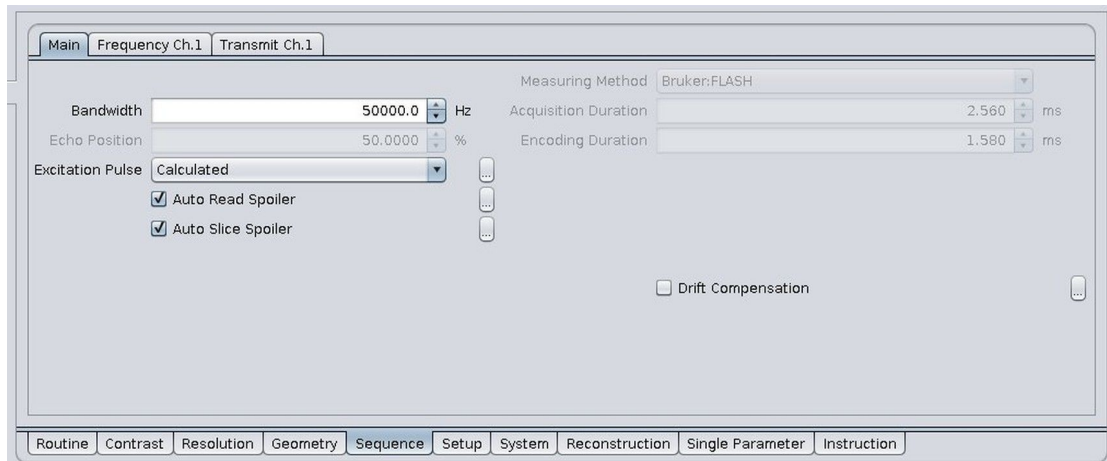 Main Frequency Ch.1 Transmit Ch.1
Measuring Method Bruker:FLASH
Bandwidth 50000.0 Hz Acquisition Duration 2.560 ms
Echo Position 50.0000 % Encoding Duration 1.580 ms
Excitation Pulse Calculated ...
Auto Read Spoiler ...
Auto Slice Spoiler ...
Drift Compensation ...
Routine Contrast Resolution Geometry Sequence Setup System Reconstruction Single Parameter Instruction